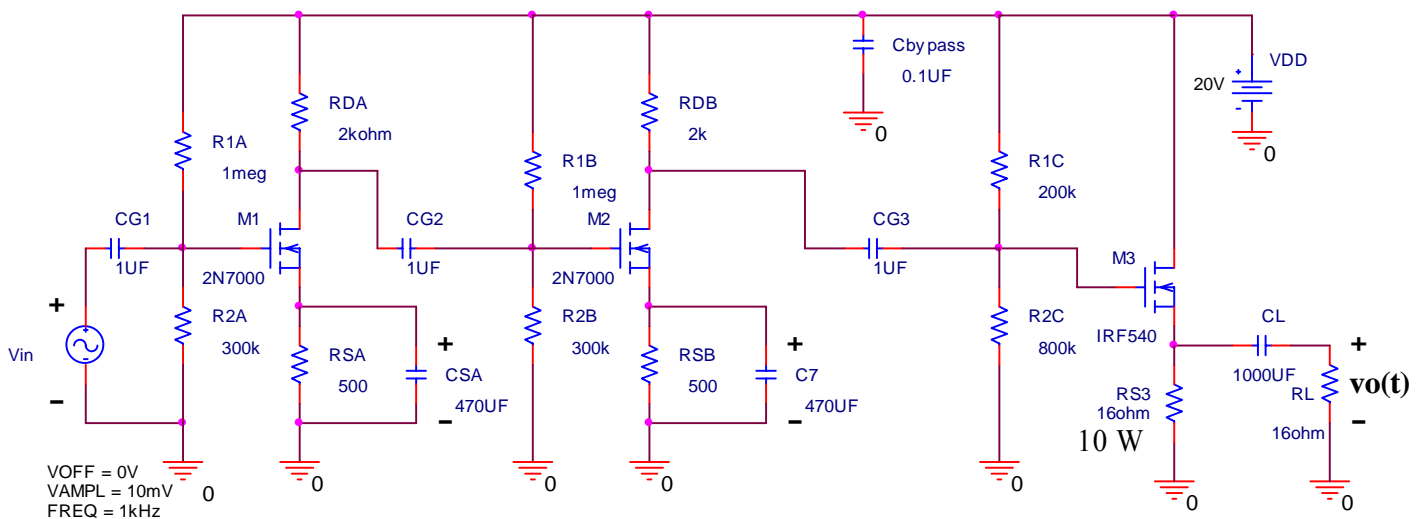 Cbypass
0.1UF
0
VDD
20V
+
-
0
RDA
2kohm
RDB
2k
R1A
1meg
R1B
1meg
R1C
200k
CG1
1UF
M1
2N7000
CG2
1UF
M2
2N7000
CG3
1UF
M3
IRF540
+
Vin
+
-
–
R2A
300k
RSA
500
+
CSA
470UF
–
R2B
300k
RSB
500
+
C7
470UF
–
R2C
800k
CL
1000UF
RS3
16ohm
10 W
RL
16ohm
+
vo(t)
–
0
0
0
0
0
0
0
VOFF = 0V
VAMPL = 10mV
FREQ = 1kHz